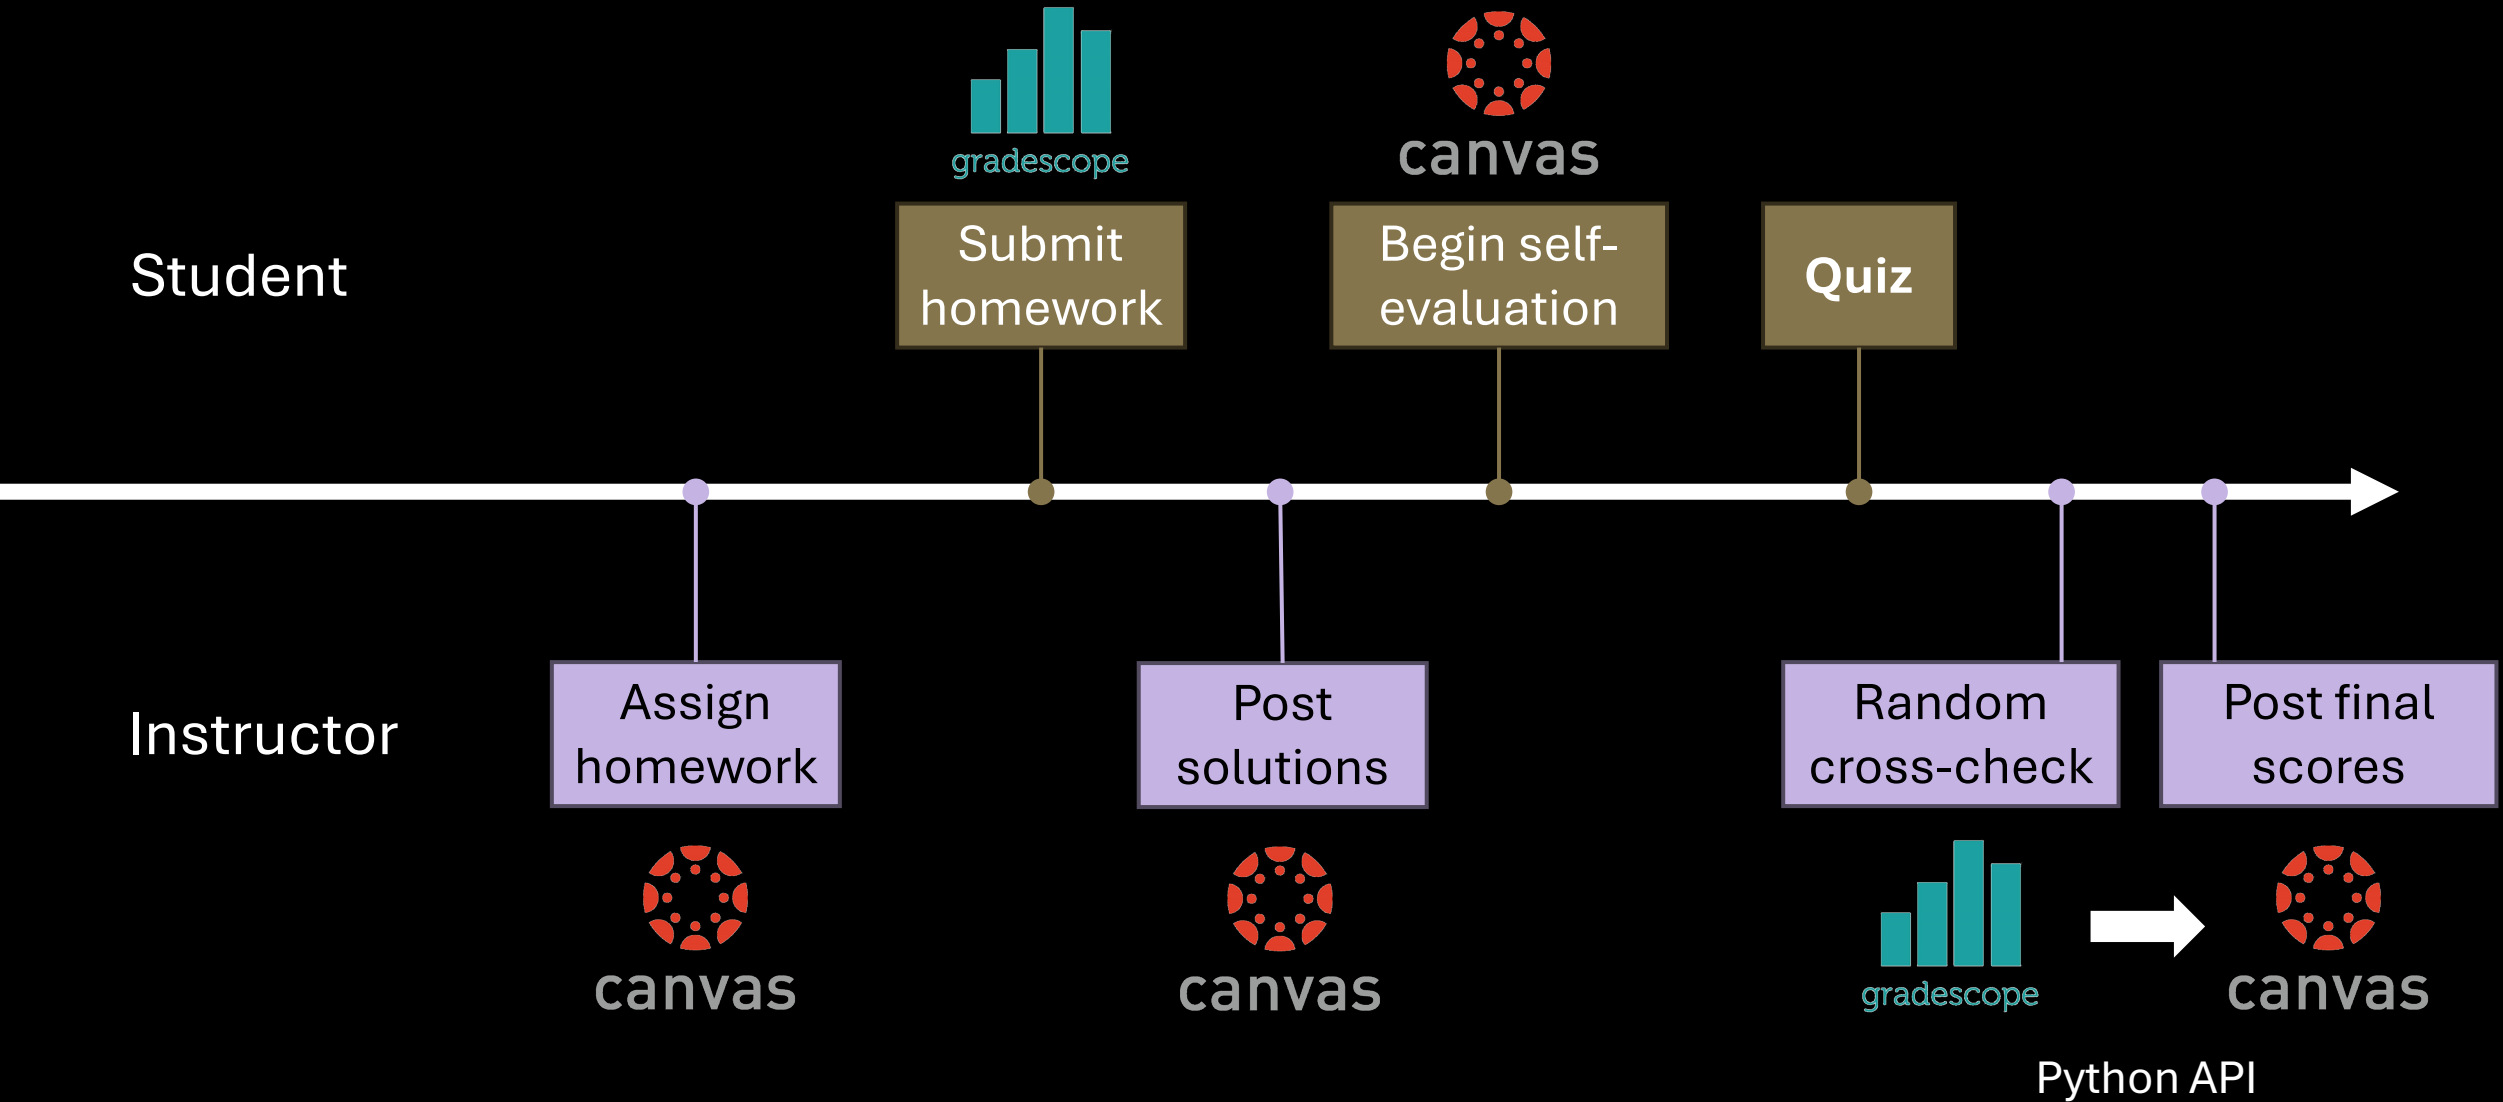 gradescope
canvas
Student
Submit
homework
Begin self-
evaluation
Quiz
Instructor
Assign
homework
Post
solutions
Random
cross-check
Post final
scores
canvas
canvas
gradescope
canvas
Python API